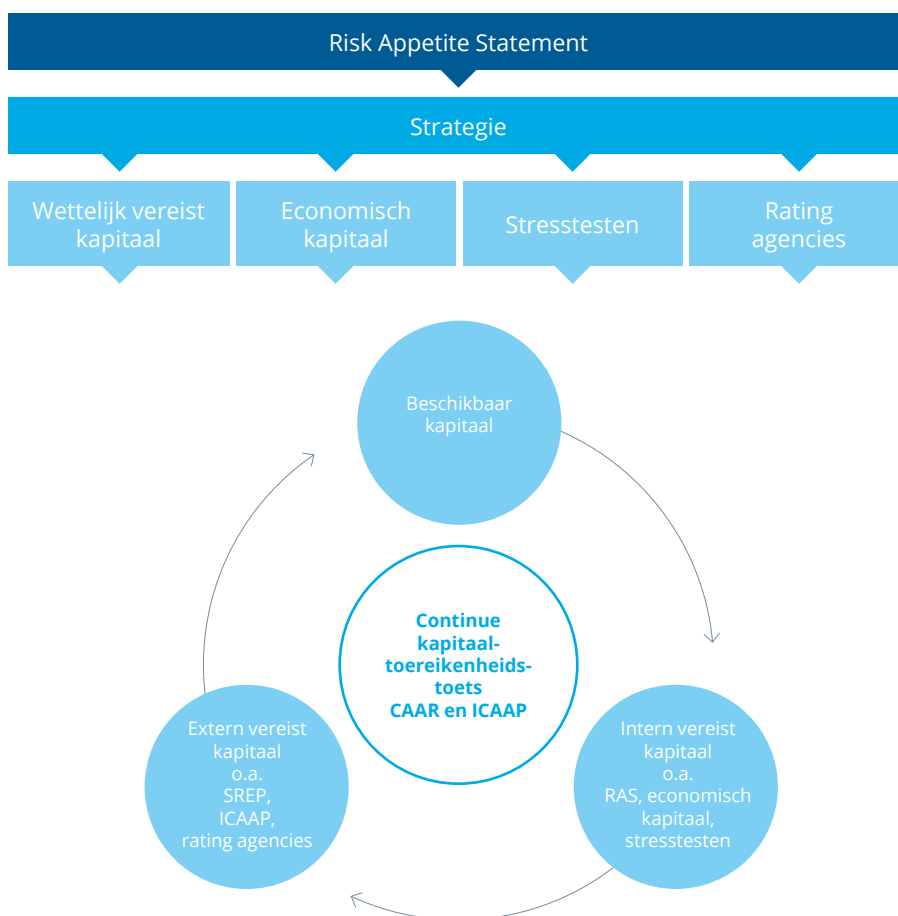 Risk Appetite Statement
Strategie
Wettelijk vereist
kapitaal
Economisch
kapitaal
Stresstesten
Rating
agencies
Beschikbaar
kapitaal
Continue
kapitaal-
toereikenheids-
toets
CAAR en ICAAP
Extern vereist
kapitaal
o.a.
SREP,
ICAAP,
rating agencies
Intern vereist
kapitaal
o.a.
RAS, economisch
kapitaal,
stresstesten